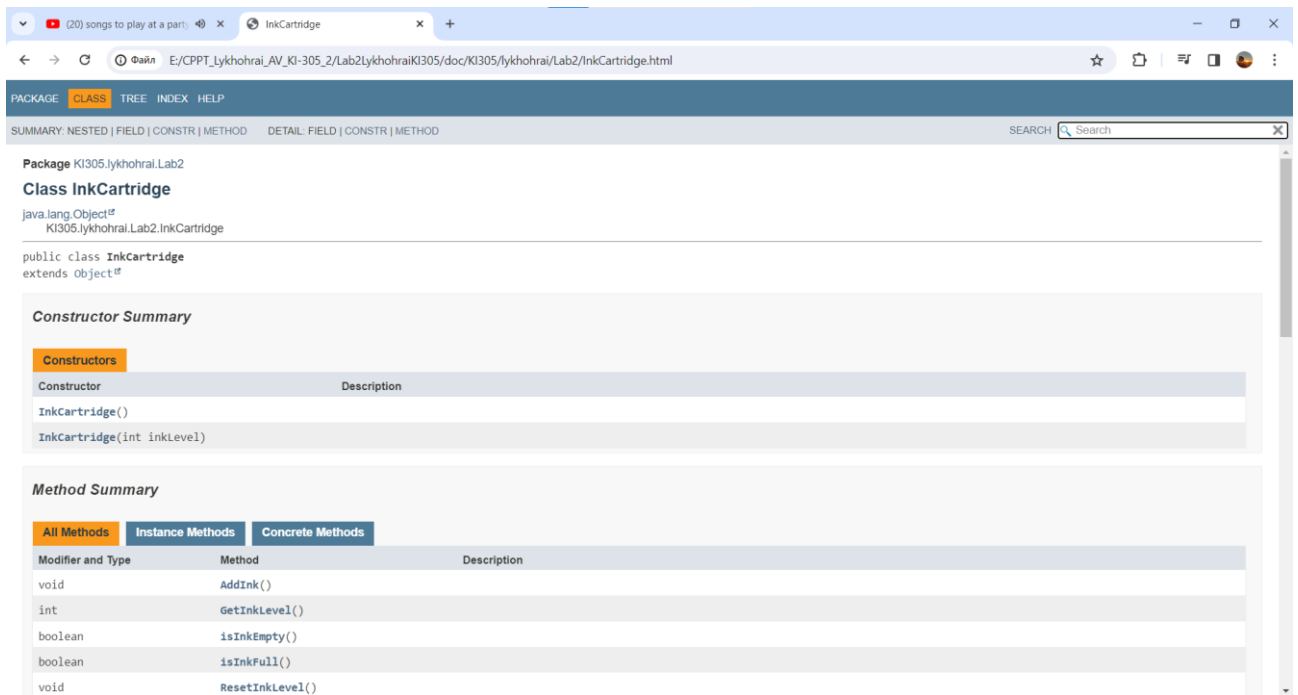 (20) songs to play at a party
InkCartridge
Файл E:/CPPT_Lykhohrai_AV_KI-305_2/Lab2LykhohraiKI305/doc/KI305/lykhohrai/Lab2/InkCartridge.html
PACKAGE CLASS TREE INDEX HELP
SUMMARY: NESTED | FIELD | CONSTR | METHOD DETAIL: FIELD | CONSTR | METHOD SEARCH Search
Package KI305.lykhohrai.Lab2
Class InkCartridge
java.lang.Object
KI305.lykhohrai.Lab2.InkCartridge
public class InkCartridge
extends Object
Constructor Summary
Constructors
Constructor Description
InkCartridge()
InkCartridge(int inkLevel)
Method Summary
All Methods Instance Methods Concrete Methods
Modifier and Type Method Description
void AddInk()
int GetInkLevel()
boolean isInkEmpty()
boolean isInkFull()
void ResetInkLevel()